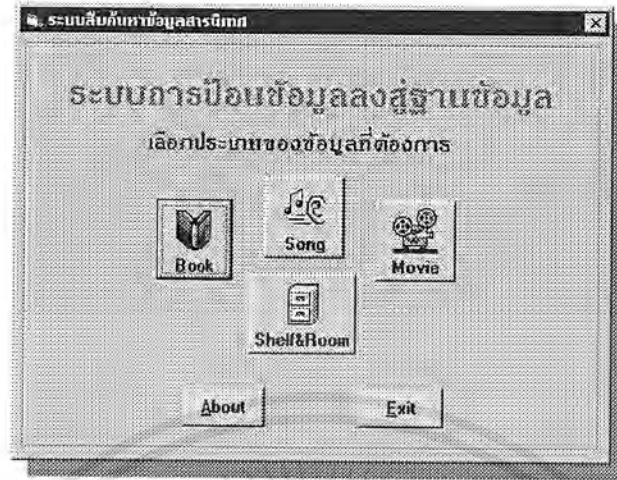 ระบบสืบค้นหาข้อมูลสารนิเทศ
ระบบการป้อนข้อมูลลงสู่ฐานข้อมูล
เลือกประเภทของข้อมูลที่ต้องการ
Song
Book
Movie
Shelf&Room
About
Exit